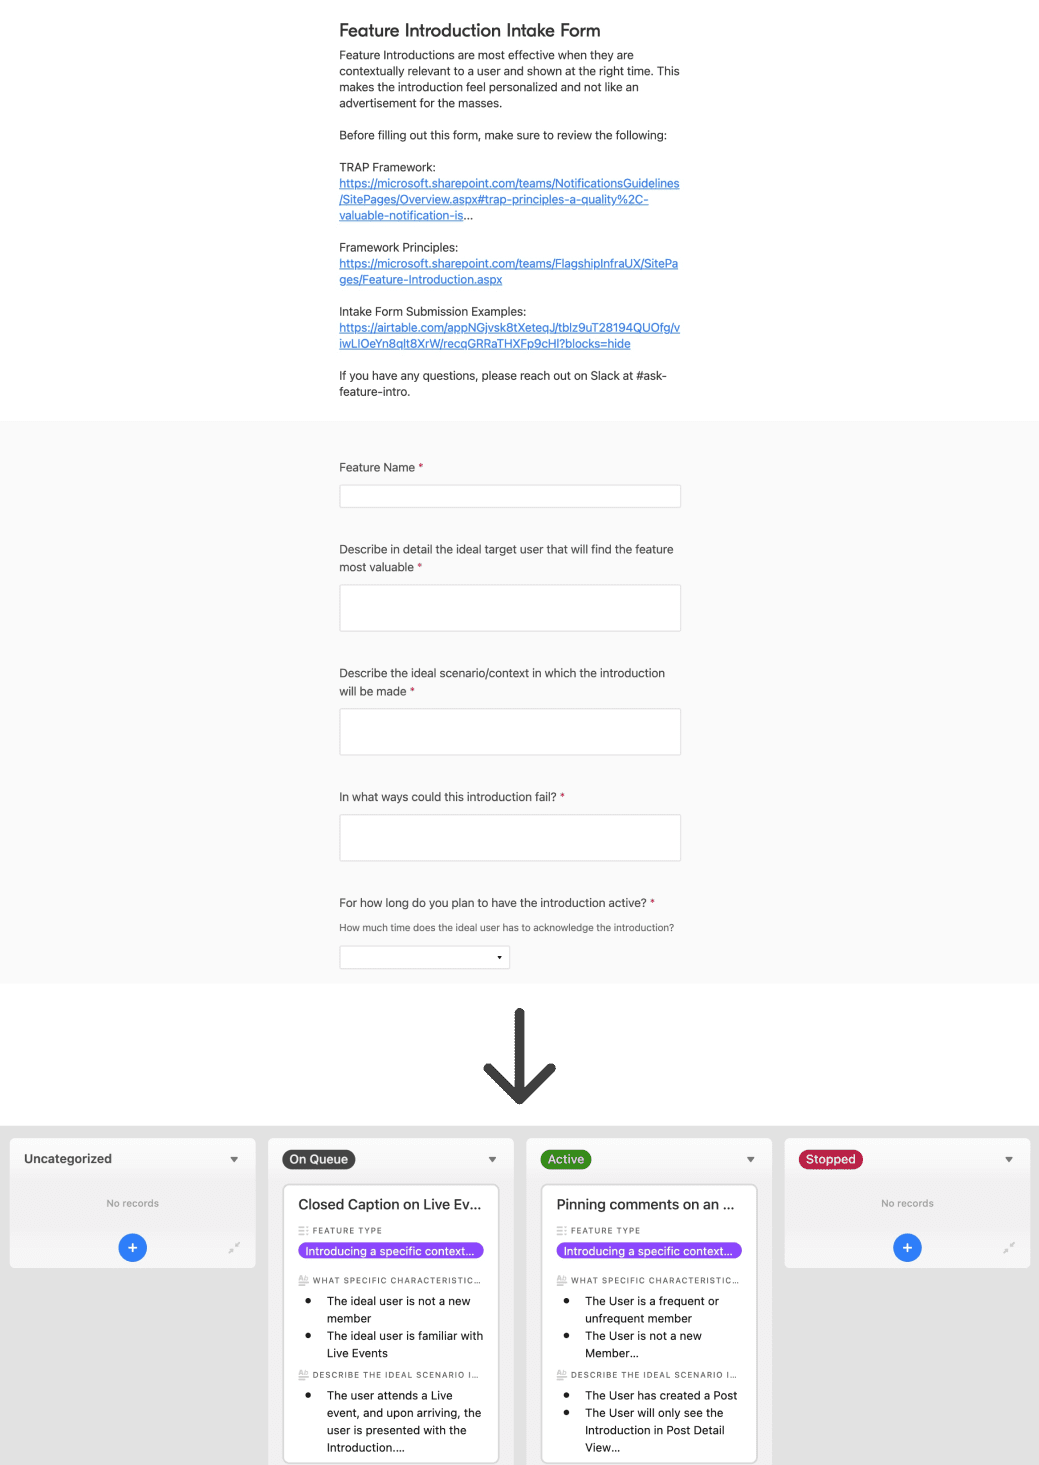 Feature Introduction Intake Form
Feature Introductions are most effective when they are
contextually relevant to a user and shown at the right time. This
makes the introduction feel personalized and not like an
advertisement for the masses.
Before filling out this form, make sure to review the following:
TRAP Framework:
https://microsoft.sharepoint.com/teams/NotificationsGuidelines
/SitePages/Overview.aspx#trap-principles-a-quality%2C-
valuable-notification-is...
Framework Principles:
https://microsoft.sharepoint.com/teams/FlagshipInfraUX/SitePa
ges/Feature-Introduction.aspx
Intake Form Submission Examples:
https://airtable.com/appNGjvsk8tXeteqJ/tblz9uT28194QUOfg/v
iwLIOeYn8qlt8XrW/recqGRRaTHXFp9cHI?blocks=hide
If you have any questions, please reach out on Slack at #ask-
feature-intro.
Feature Name *
Describe in detail the ideal target user that will find the feature
most valuable *
Describe the ideal scenario/context in which the introduction
will be made *
In what ways could this introduction fail? *
For how long do you plan to have the introduction active? *
How much time does the ideal user has to acknowledge the introduction?
Uncategorized
No records
On Queue
Closed Caption on Live Ev...
FEATURE TYPE
Introducing a specific context...
WHAT SPECIFIC CHARACTERISTIC...
• The ideal user is not a new
member
• The ideal user is familiar with
Live Events
DESCRIBE THE IDEAL SCENARIO I...
• The user attends a Live
event, and upon arriving, the
user is presented with the
Introduction....
Active
Pinning comments on an ...
FEATURE TYPE
Introducing a specific context...
WHAT SPECIFIC CHARACTERISTIC...
• The User is a frequent or
unfrequent member
• The User is not a new
Member...
DESCRIBE THE IDEAL SCENARIO I...
• The User has created a Post
• The User will only see the
Introduction in Post Detail
View...
Stopped
No records